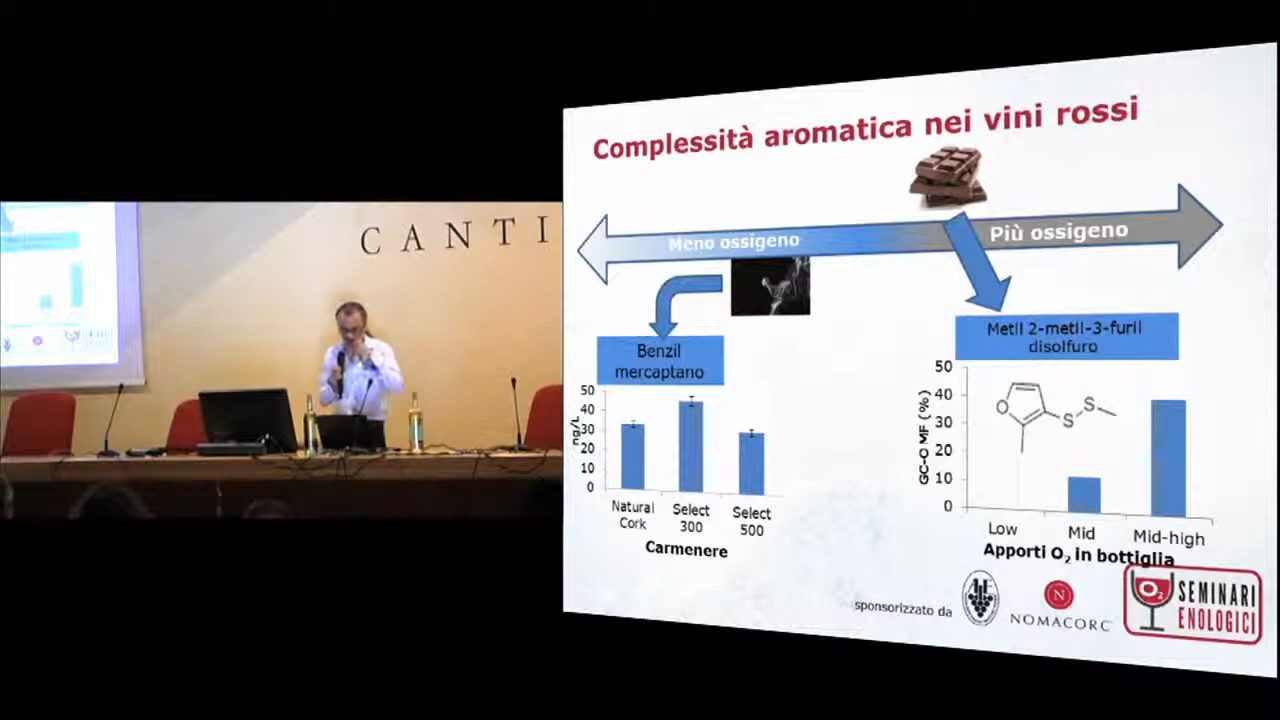 CANTI
Complessità aromatica nei vini rossi
Meno ossigeno
Più ossigeno
Benzil
mercaptano
50
40
30
20
10
0
ng/L
Natural
Cork
Select
300
Select
500
Carmenere
Metil 2-metil-3-furil
disolfuro
50
40
30
20
10
0
GC-O MF (%)
O
S
S
Low
Mid
Mid-high
Apporti O₂ in bottiglia
sponsorizzato da
N
NOMACORC
O₂
SEMINARI
ENOLOGICI